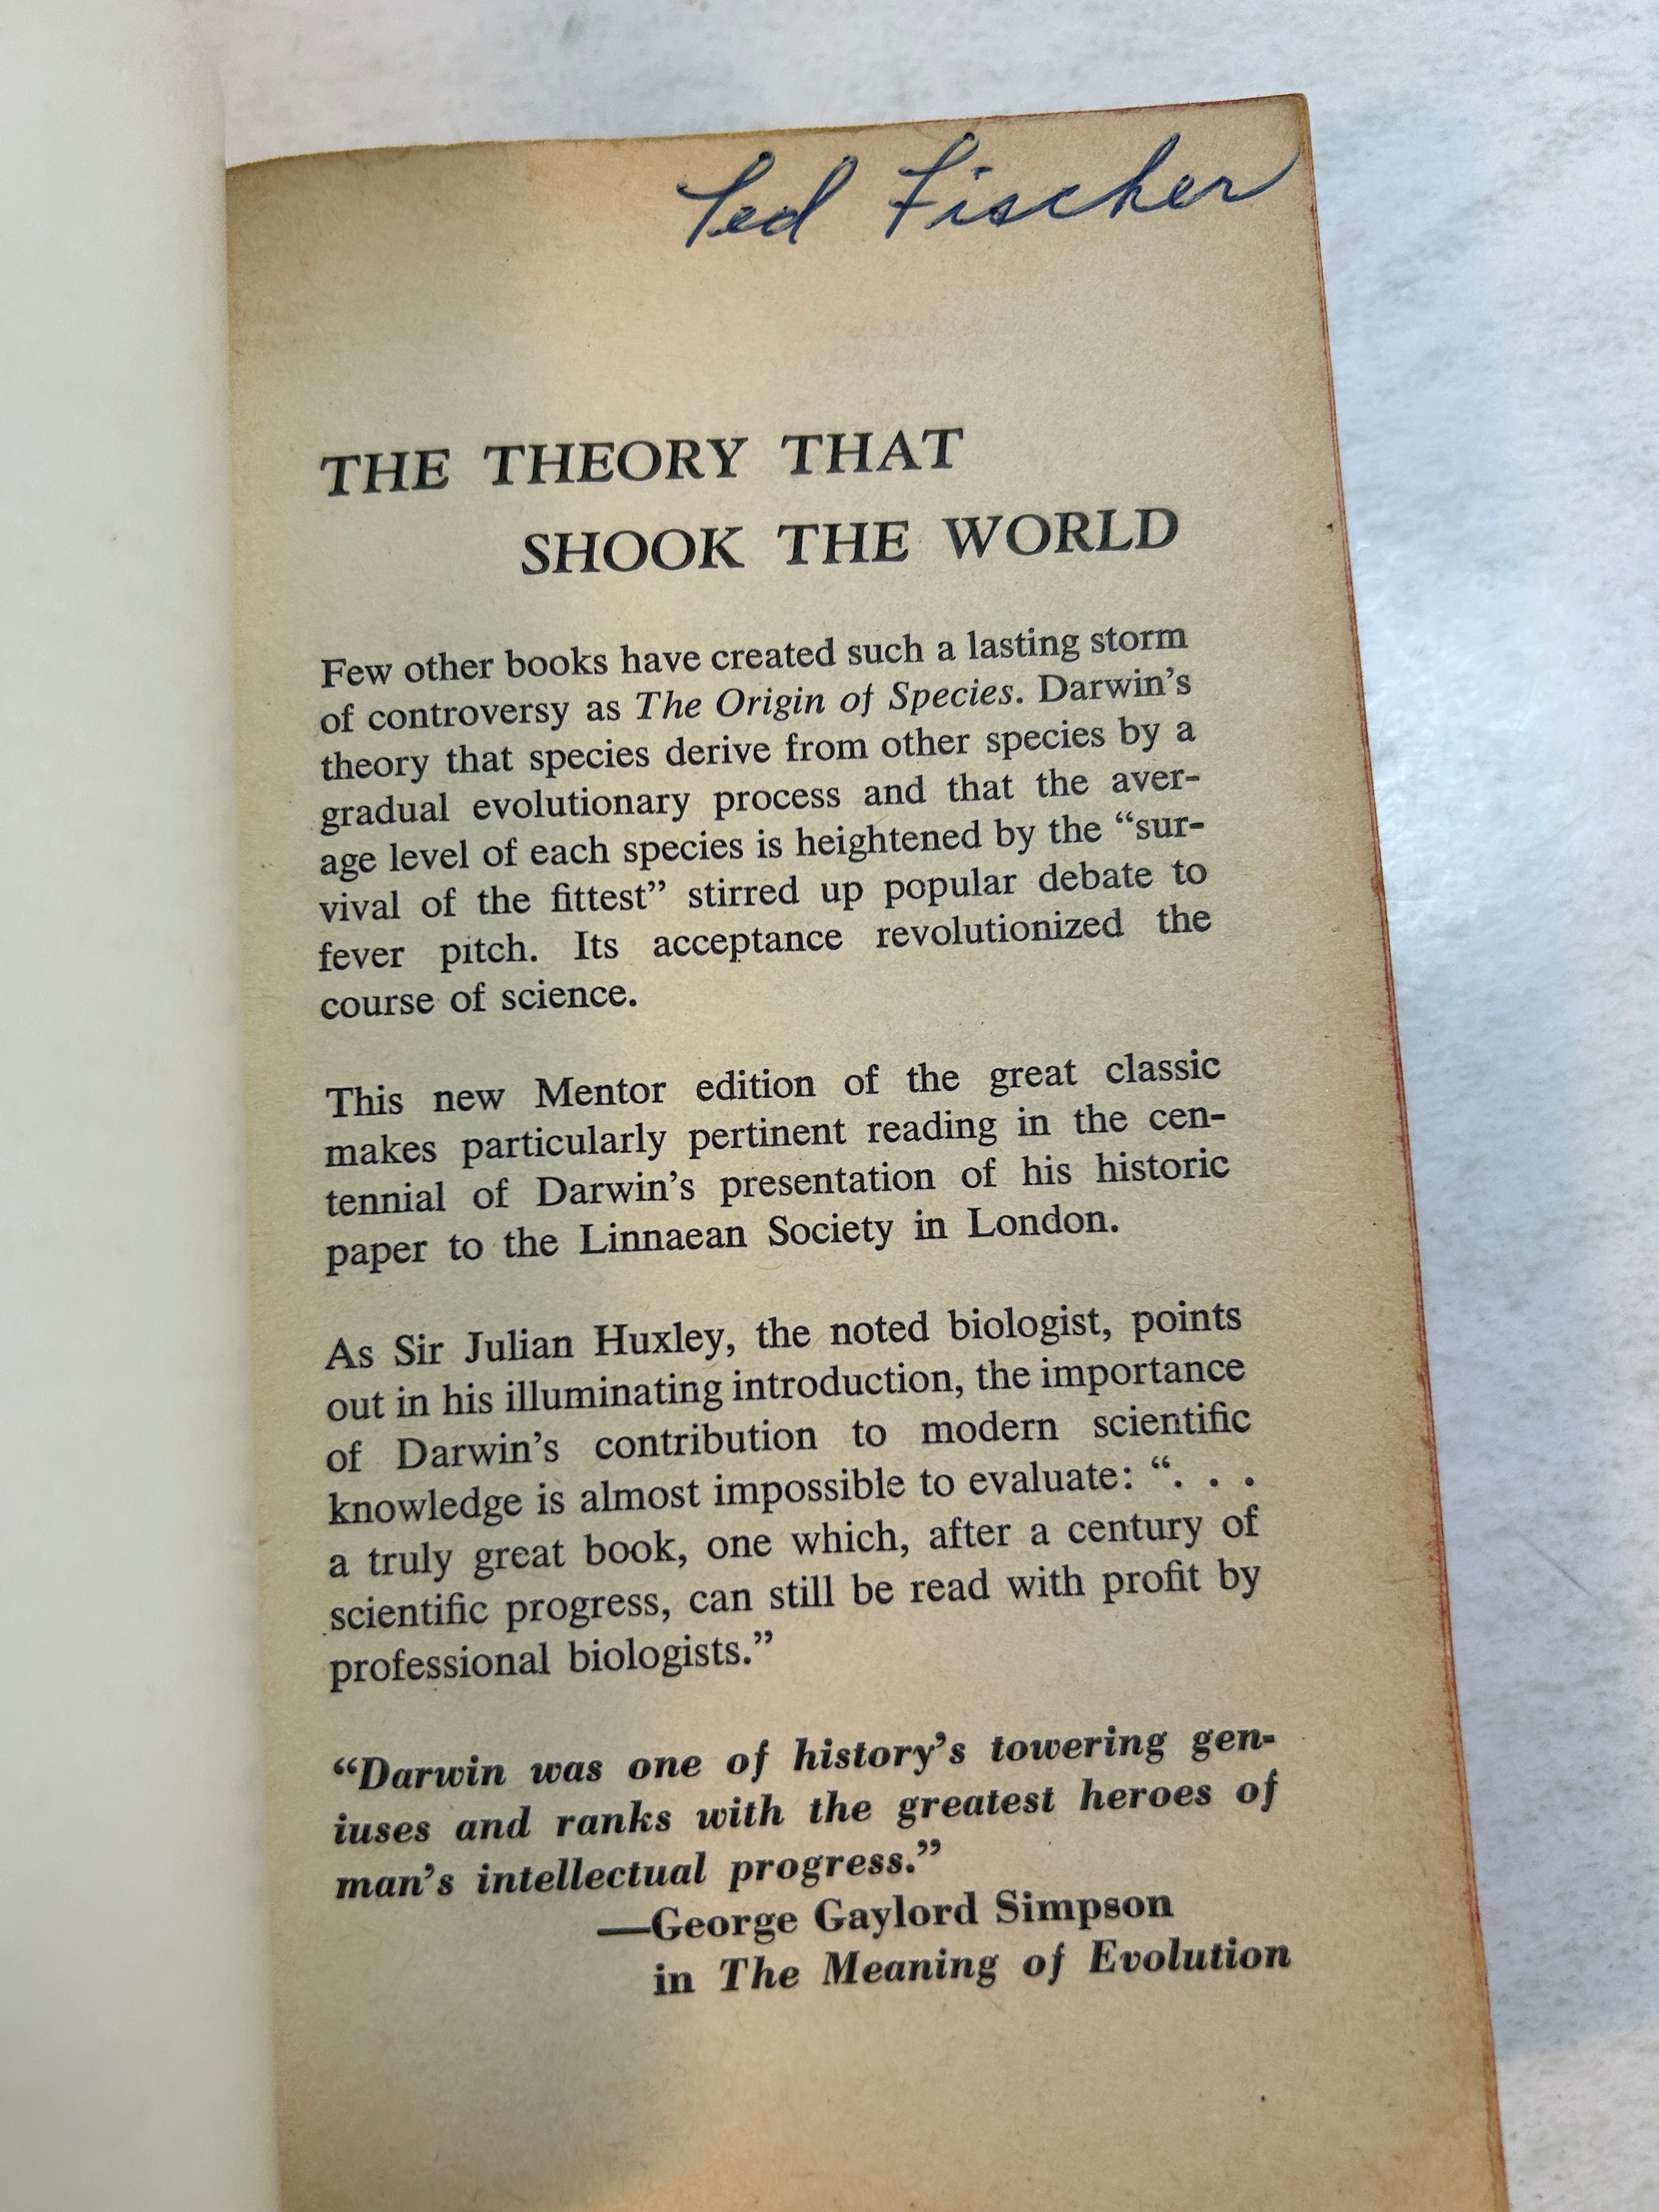 Ted Fischer
THE THEORY THAT
SHOOK THE WORLD
Few other books have created such a lasting storm
of controversy as The Origin of Species. Darwin's
theory that species derive from other species by a
gradual evolutionary process and that the aver-
age level of each species is heightened by the “sur-
vival of the fittest” stirred up popular debate to
fever pitch. Its acceptance revolutionized the
course of science.
This new Mentor edition of the great classic
makes particularly pertinent reading in the cen-
tennial of Darwin's presentation of his historic
paper to the Linnaean Society in London.
As Sir Julian Huxley, the noted biologist, points
out in his illuminating introduction, the importance
of Darwin's contribution to modern scientific
knowledge is almost impossible to evaluate: “. . .
a truly great book, one which, after a century of
scientific progress, can still be read with profit by
professional biologists.”
“Darwin was one of history's towering gen-
iuses and ranks with the greatest heroes of
man's intellectual progress.”
—George Gaylord Simpson
in The Meaning of Evolution